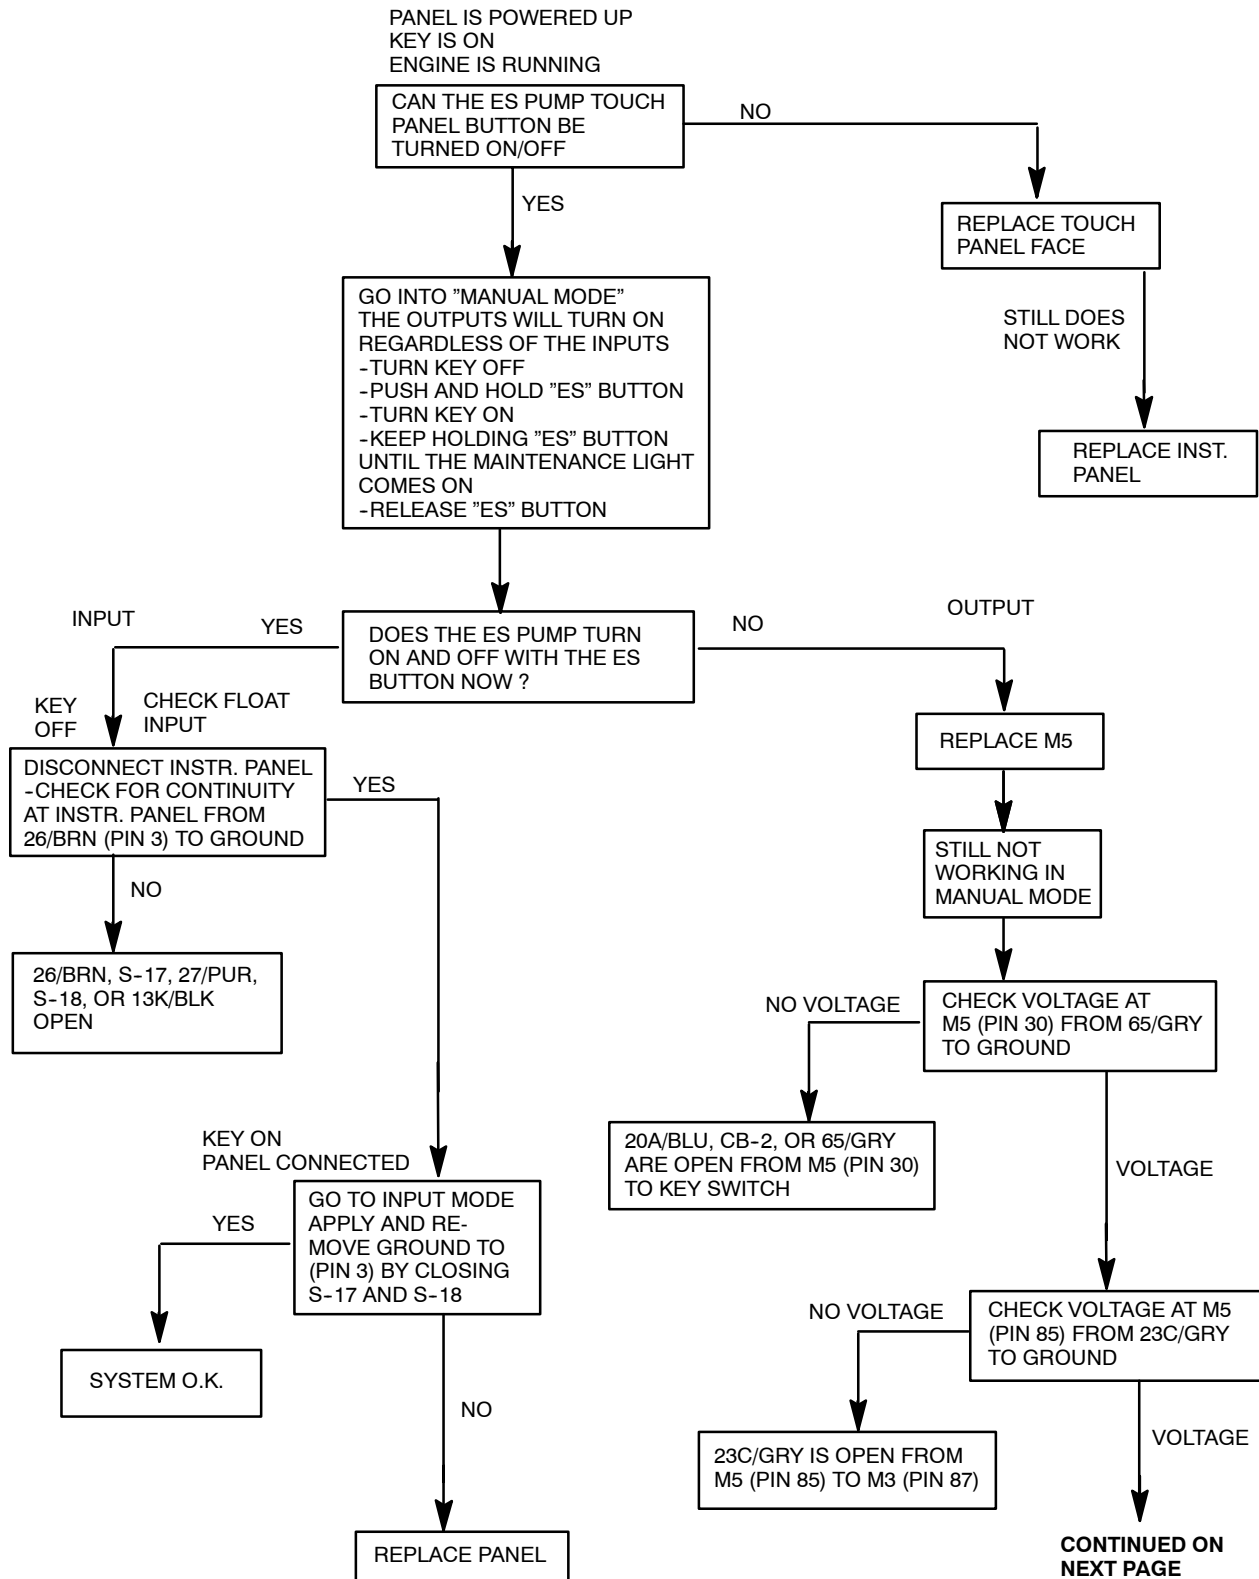 PANEL IS POWERED UP
KEY IS ON
ENGINE IS RUNNING
CAN THE ES PUMP TOUCH
PANEL BUTTON BE
TURNED ON/OFF
NO
YES
REPLACE TOUCH
PANEL FACE
STILL DOES
NOT WORK
REPLACE INST.
PANEL
GO INTO ”MANUAL MODE”
THE OUTPUTS WILL TURN ON
REGARDLESS OF THE INPUTS
-TURN KEY OFF
-PUSH AND HOLD ”ES” BUTTON
-TURN KEY ON
-KEEP HOLDING ”ES” BUTTON
UNTIL THE MAINTENANCE LIGHT
COMES ON
-RELEASE ”ES” BUTTON
INPUT
YES
DOES THE ES PUMP TURN
ON AND OFF WITH THE ES
BUTTON NOW ?
NO
OUTPUT
KEY
OFF
CHECK FLOAT
INPUT
DISCONNECT INSTR. PANEL
-CHECK FOR CONTINUITY
AT INSTR. PANEL FROM
26/BRN (PIN 3) TO GROUND
YES
NO
26/BRN, S-17, 27/PUR,
S-18, OR 13K/BLK
OPEN
REPLACE M5
STILL NOT
WORKING IN
MANUAL MODE
CHECK VOLTAGE AT
M5 (PIN 30) FROM 65/GRY
TO GROUND
NO VOLTAGE
20A/BLU, CB-2, OR 65/GRY
ARE OPEN FROM M5 (PIN 30)
TO KEY SWITCH
VOLTAGE
KEY ON
PANEL CONNECTED
GO TO INPUT MODE
APPLY AND RE-
MOVE GROUND TO
(PIN 3) BY CLOSING
S-17 AND S-18
YES
SYSTEM O.K.
NO
REPLACE PANEL
CHECK VOLTAGE AT M5
(PIN 85) FROM 23C/GRY
TO GROUND
NO VOLTAGE
23C/GRY IS OPEN FROM
M5 (PIN 85) TO M3 (PIN 87)
VOLTAGE
CONTINUED ON
NEXT PAGE